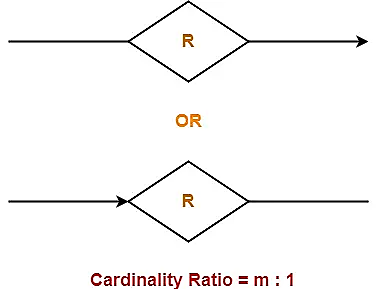 R
OR
R
Cardinality Ratio = m : 1